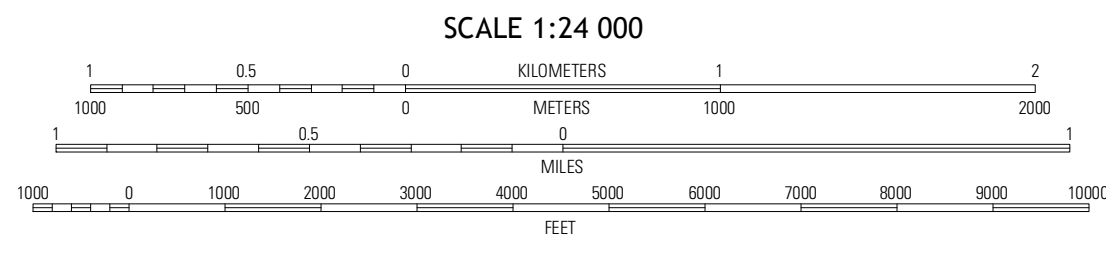 SCALE 1:24 000
1 0.5 0 KILOMETERS 1 2
1000 500 0 METERS 1000 2000
1 0.5 0 1
MILES
1000 0 1000 2000 3000 4000 5000 6000 7000 8000 9000 10000
FEET